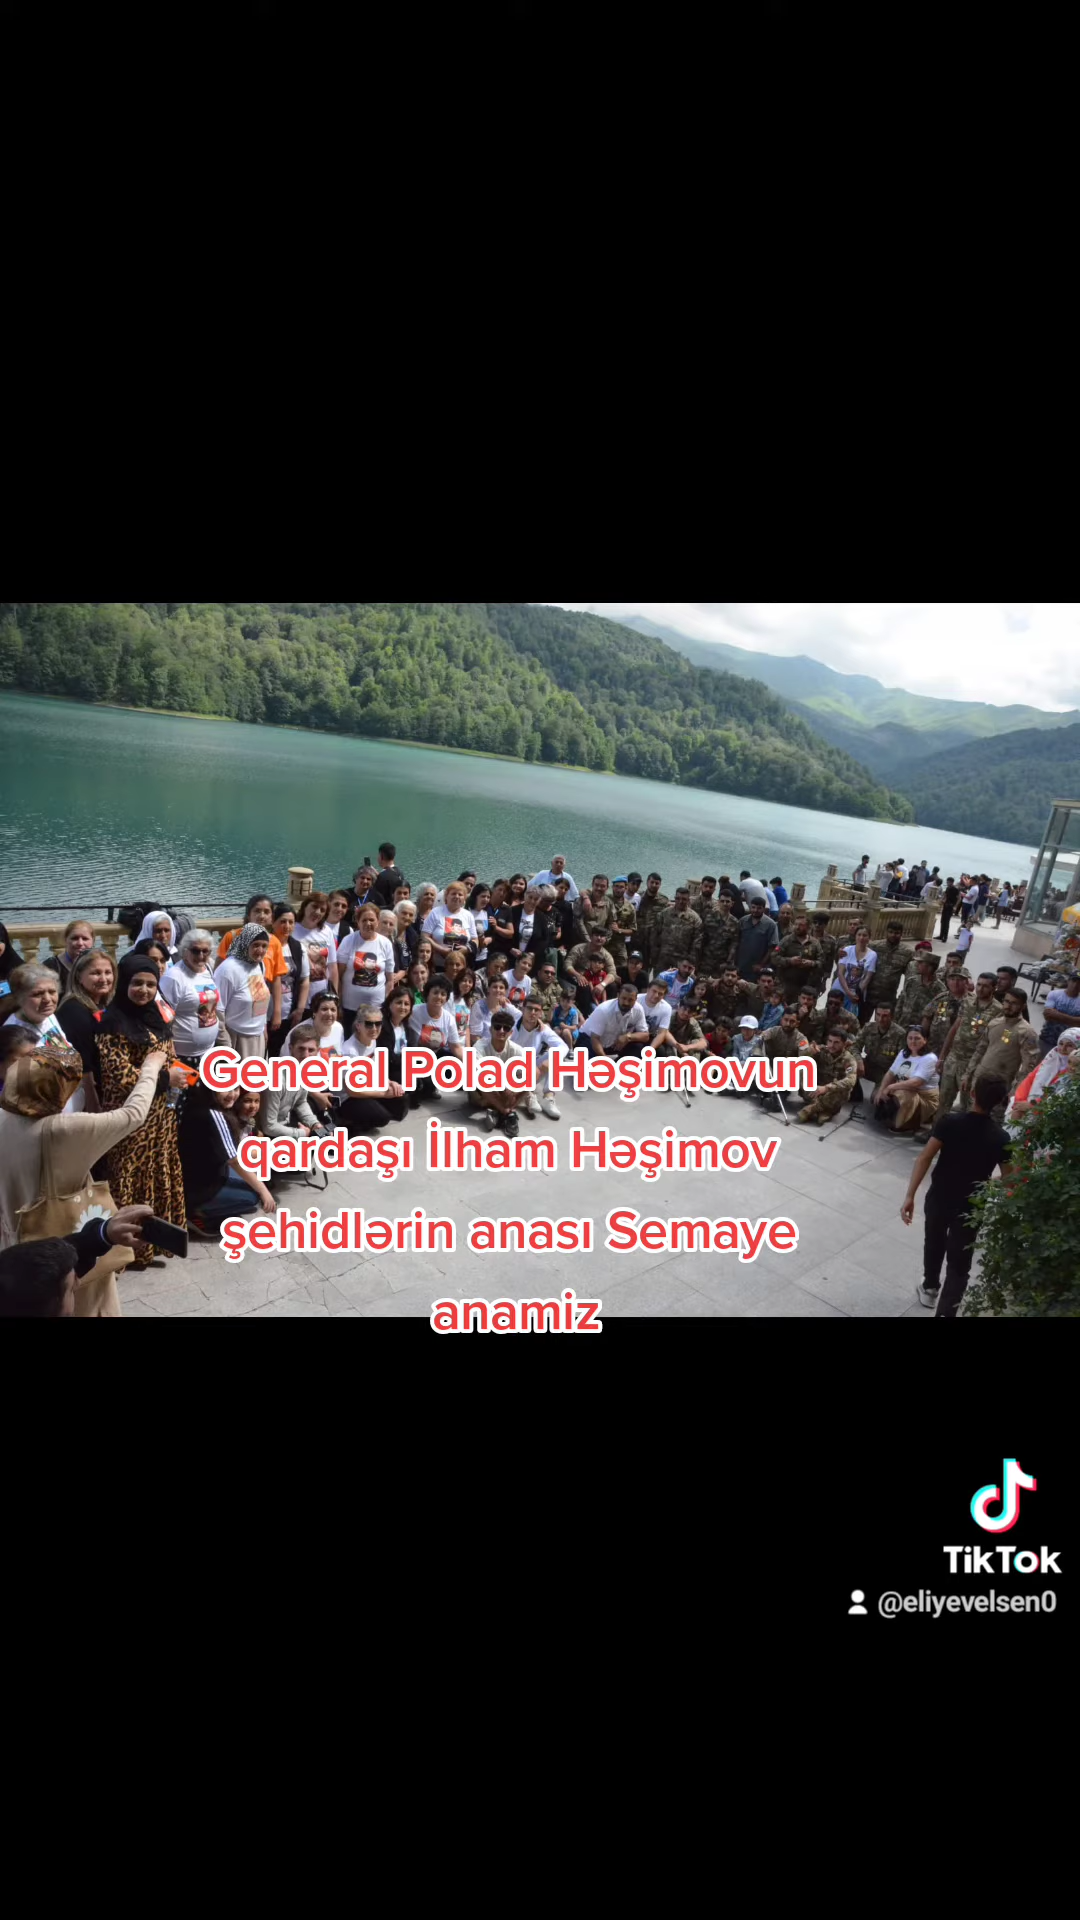 General Polad Həşimovun
qardaşı İlham Həşimov
şehidlərin anası Semaye
anamiz
TikTok
@eliyevelsen0